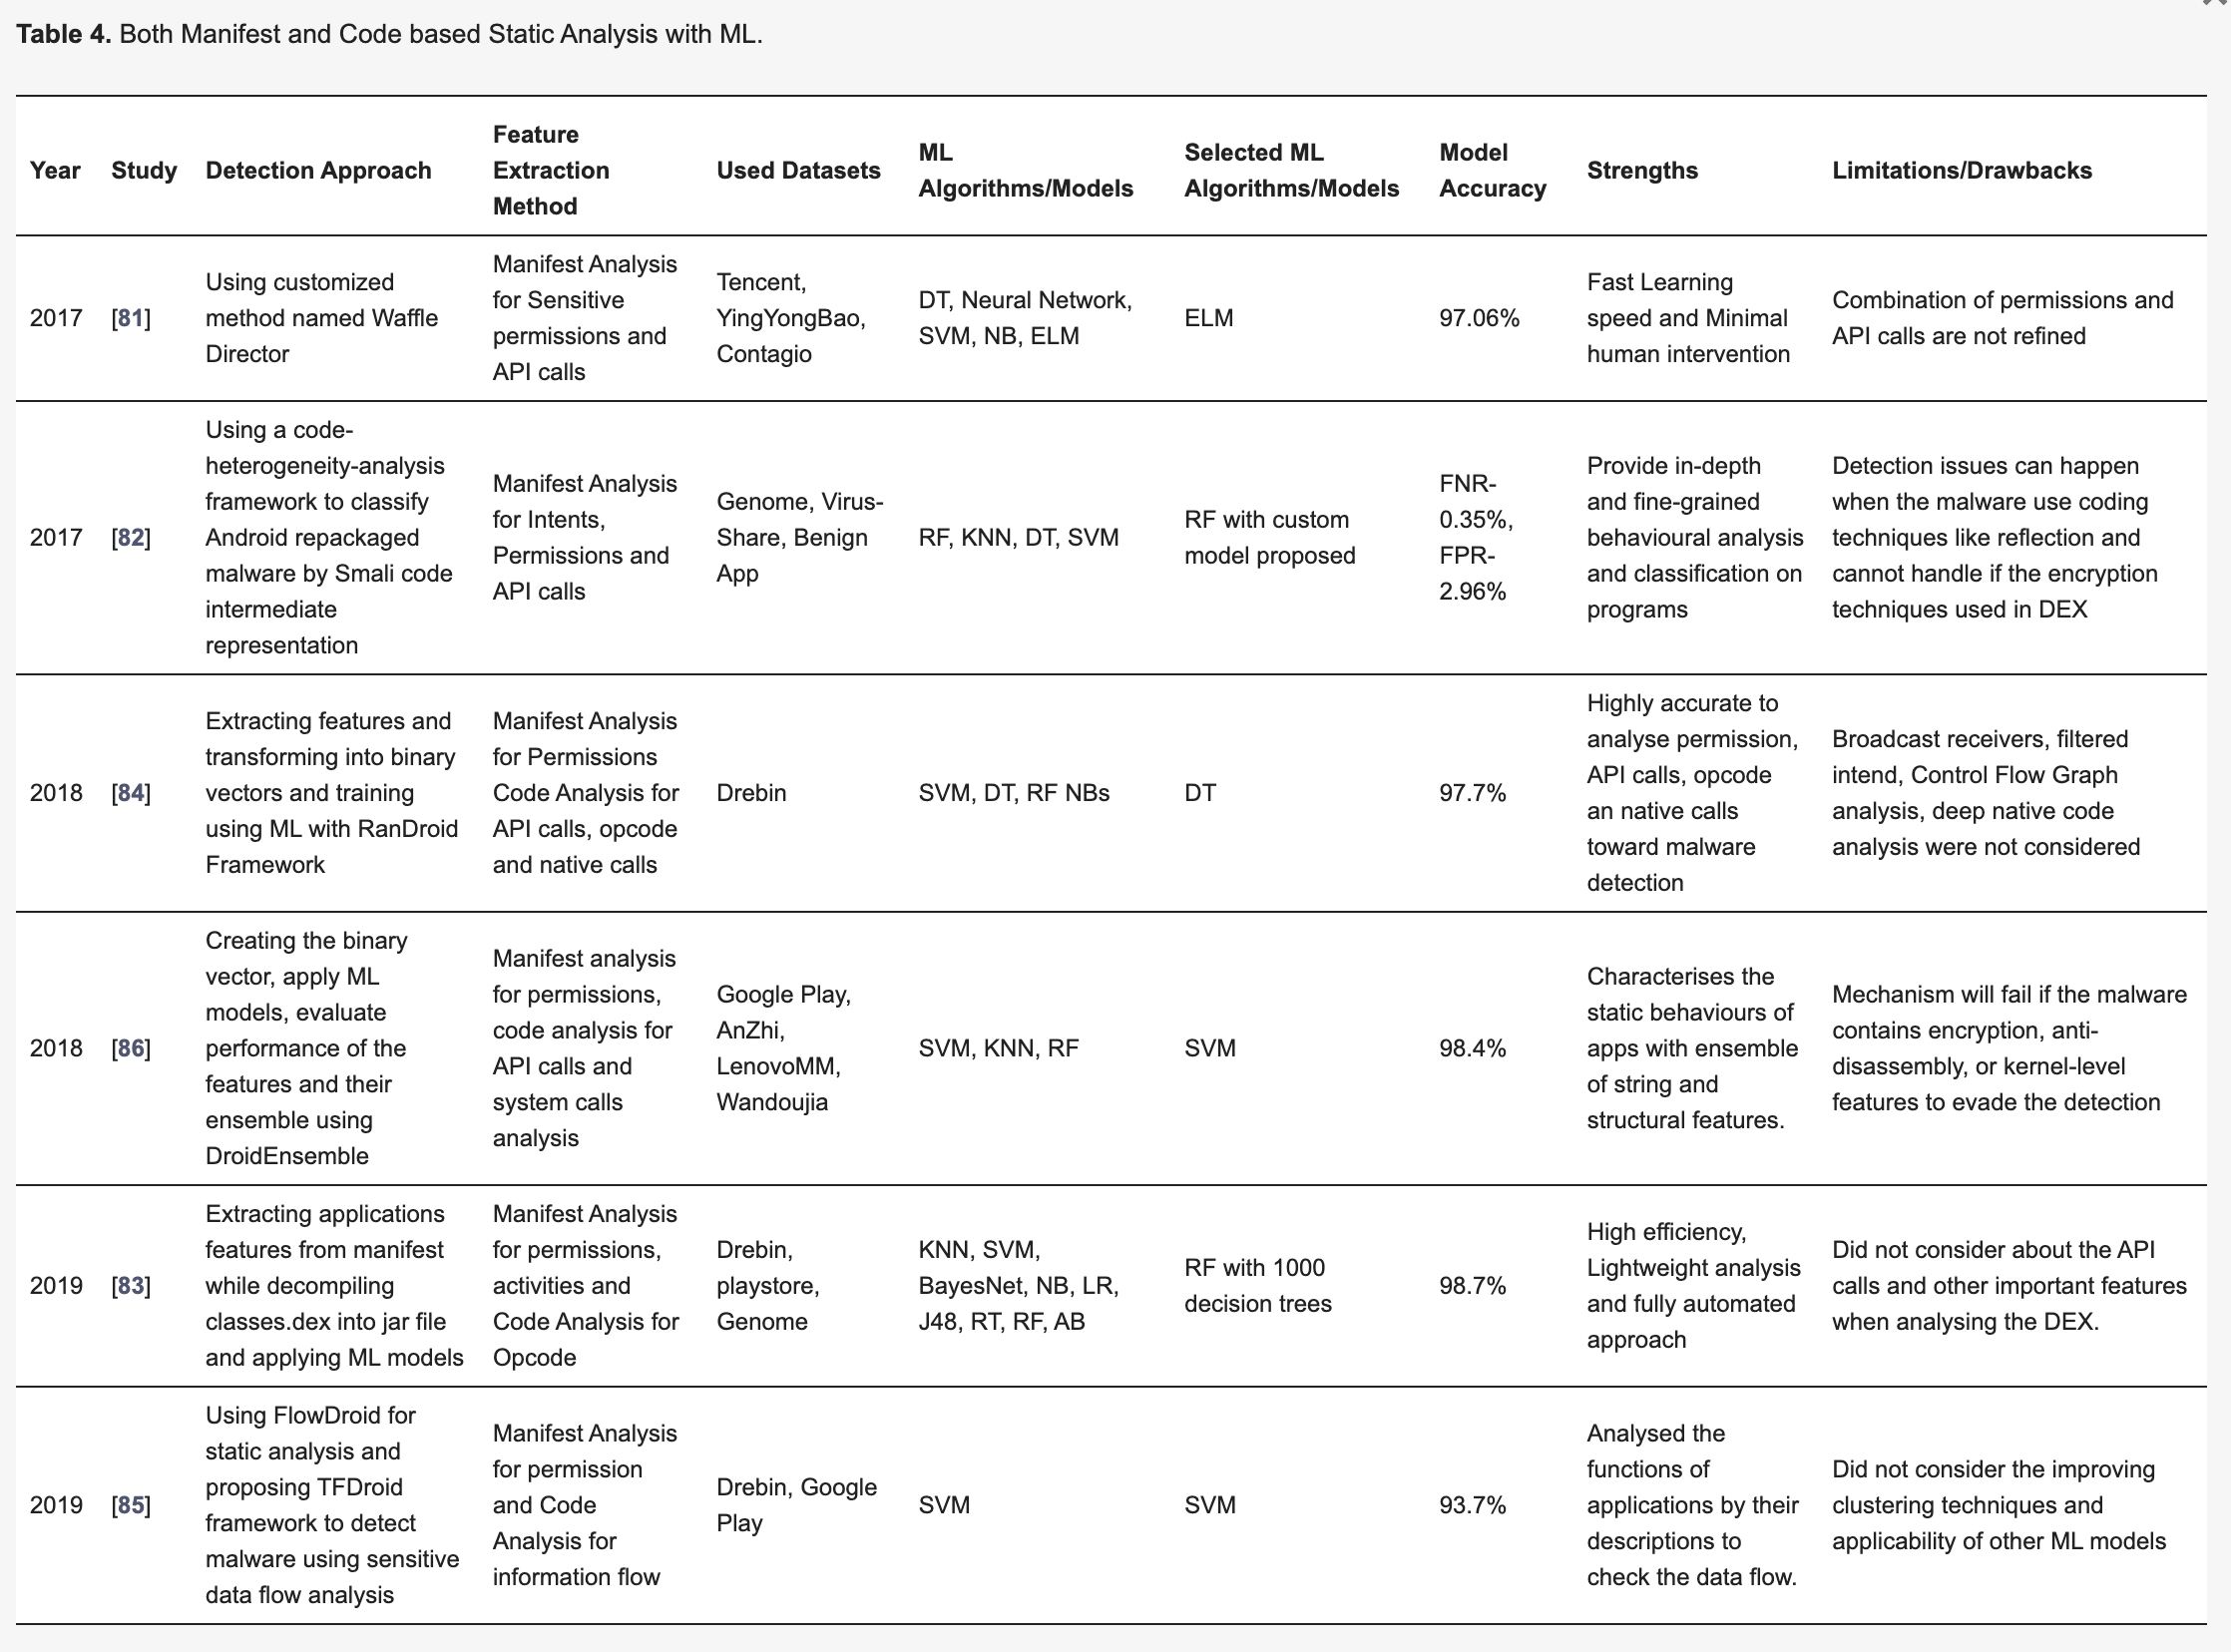 Table 4. Both Manifest and Code based Static Analysis with ML.
Year
Study
Detection Approach
Feature
Extraction
Method
Used Datasets
ML
Algorithms/Models
Selected ML
Algorithms/Models
Model
Accuracy
Strengths
Limitations/Drawbacks
2017
[81]
Using customized
method named Waffle
Director
Manifest Analysis
for Sensitive
permissions and
API calls
Tencent,
YingYongBao,
Contagio
DT, Neural Network,
SVM, NB, ELM
ELM
97.06%
Fast Learning
speed and Minimal
human intervention
Combination of permissions and
API calls are not refined
2017
[82]
Using a code-
heterogeneity-analysis
framework to classify
Android repackaged
malware by Smali code
intermediate
representation
Manifest Analysis
for Intents,
Permissions and
API calls
Genome, Virus-
Share, Benign
App
RF, KNN, DT, SVM
RF with custom
model proposed
FNR-
0.35%,
FPR-
2.96%
Provide in-depth
and fine-grained
behavioural analysis
and classification on
programs
Detection issues can happen
when the malware use coding
techniques like reflection and
cannot handle if the encryption
techniques used in DEX
2018
[84]
Extracting features and
transforming into binary
vectors and training
using ML with RanDroid
Framework
Manifest Analysis
for Permissions
Code Analysis for
API calls, opcode
and native calls
Drebin
SVM, DT, RF NBs
DT
97.7%
Highly accurate to
analyse permission,
API calls, opcode
an native calls
toward malware
detection
Broadcast receivers, filtered
intend, Control Flow Graph
analysis, deep native code
analysis were not considered
2018
[86]
Creating the binary
vector, apply ML
models, evaluate
performance of the
features and their
ensemble using
DroidEnsemble
Manifest analysis
for permissions,
code analysis for
API calls and
system calls
analysis
Google Play,
AnZhi,
LenovoMM,
Wandoujia
SVM, KNN, RF
SVM
98.4%
Characterises the
static behaviours of
apps with ensemble
of string and
structural features.
Mechanism will fail if the malware
contains encryption, anti-
disassembly, or kernel-level
features to evade the detection
2019
[83]
Extracting applications
features from manifest
while decompiling
classes.dex into jar file
and applying ML models
Manifest Analysis
for permissions,
activities and
Code Analysis for
Opcode
Drebin,
playstore,
Genome
KNN, SVM,
BayesNet, NB, LR,
J48, RT, RF, AB
RF with 1000
decision trees
98.7%
High efficiency,
Lightweight analysis
and fully automated
approach
Did not consider about the API
calls and other important features
when analysing the DEX.
2019
[85]
Using FlowDroid for
static analysis and
proposing TFDroid
framework to detect
malware using sensitive
data flow analysis
Manifest Analysis
for permission
and Code
Analysis for
information flow
Drebin, Google
Play
SVM
SVM
93.7%
Analysed the
functions of
applications by their
descriptions to
check the data flow.
Did not consider the improving
clustering techniques and
applicability of other ML models